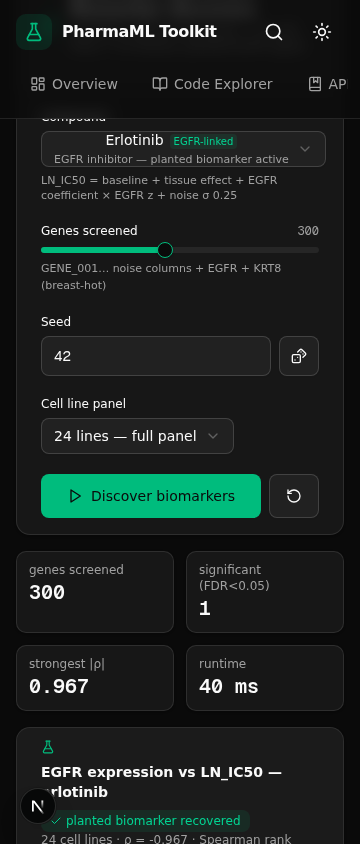 PharmaML Toolkit
Overview
Code Explorer
AP
Compound
Erlotinib EGFR-linked
EGFR inhibitor — planted biomarker active
LN_IC50 = baseline + tissue effect + EGFR
coefficient × EGFR z + noise σ 0.25
Genes screened 300
GENE_001… noise columns + EGFR + KRT8
(breast-hot)
Seed
42
Cell line panel
24 lines — full panel
Discover biomarkers
genes screened
300
significant
(FDR<0.05)
1
strongest |ρ|
0.967
runtime
40 ms
EGFR expression vs LN_IC50 —
erlotinib
N
planted biomarker recovered
24 cell lines · ρ = -0.967 · Spearman rank